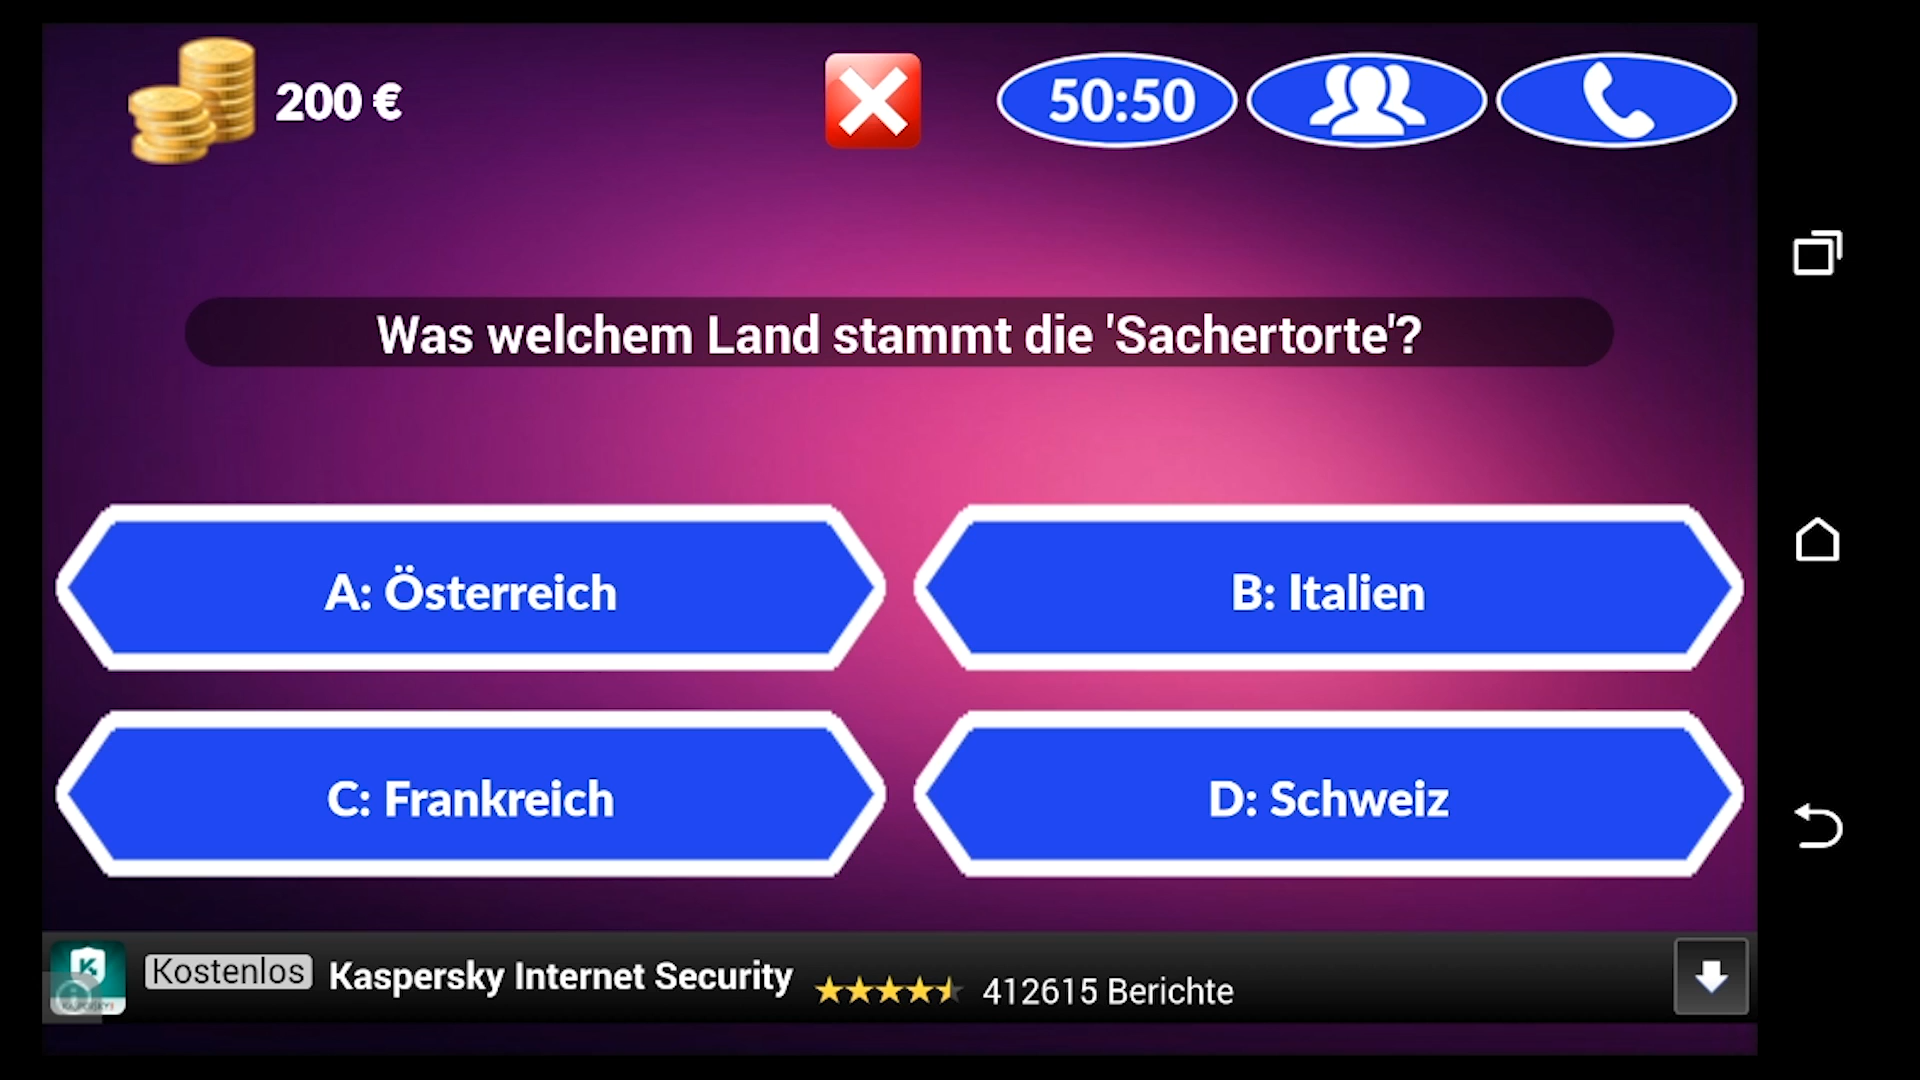 200 €
50:50
Was welchem Land stammt die 'Sachertorte'?
A: Österreich
B: Italien
C: Frankreich
D: Schweiz
Kostenlos Kaspersky Internet Security 412615 Berichte